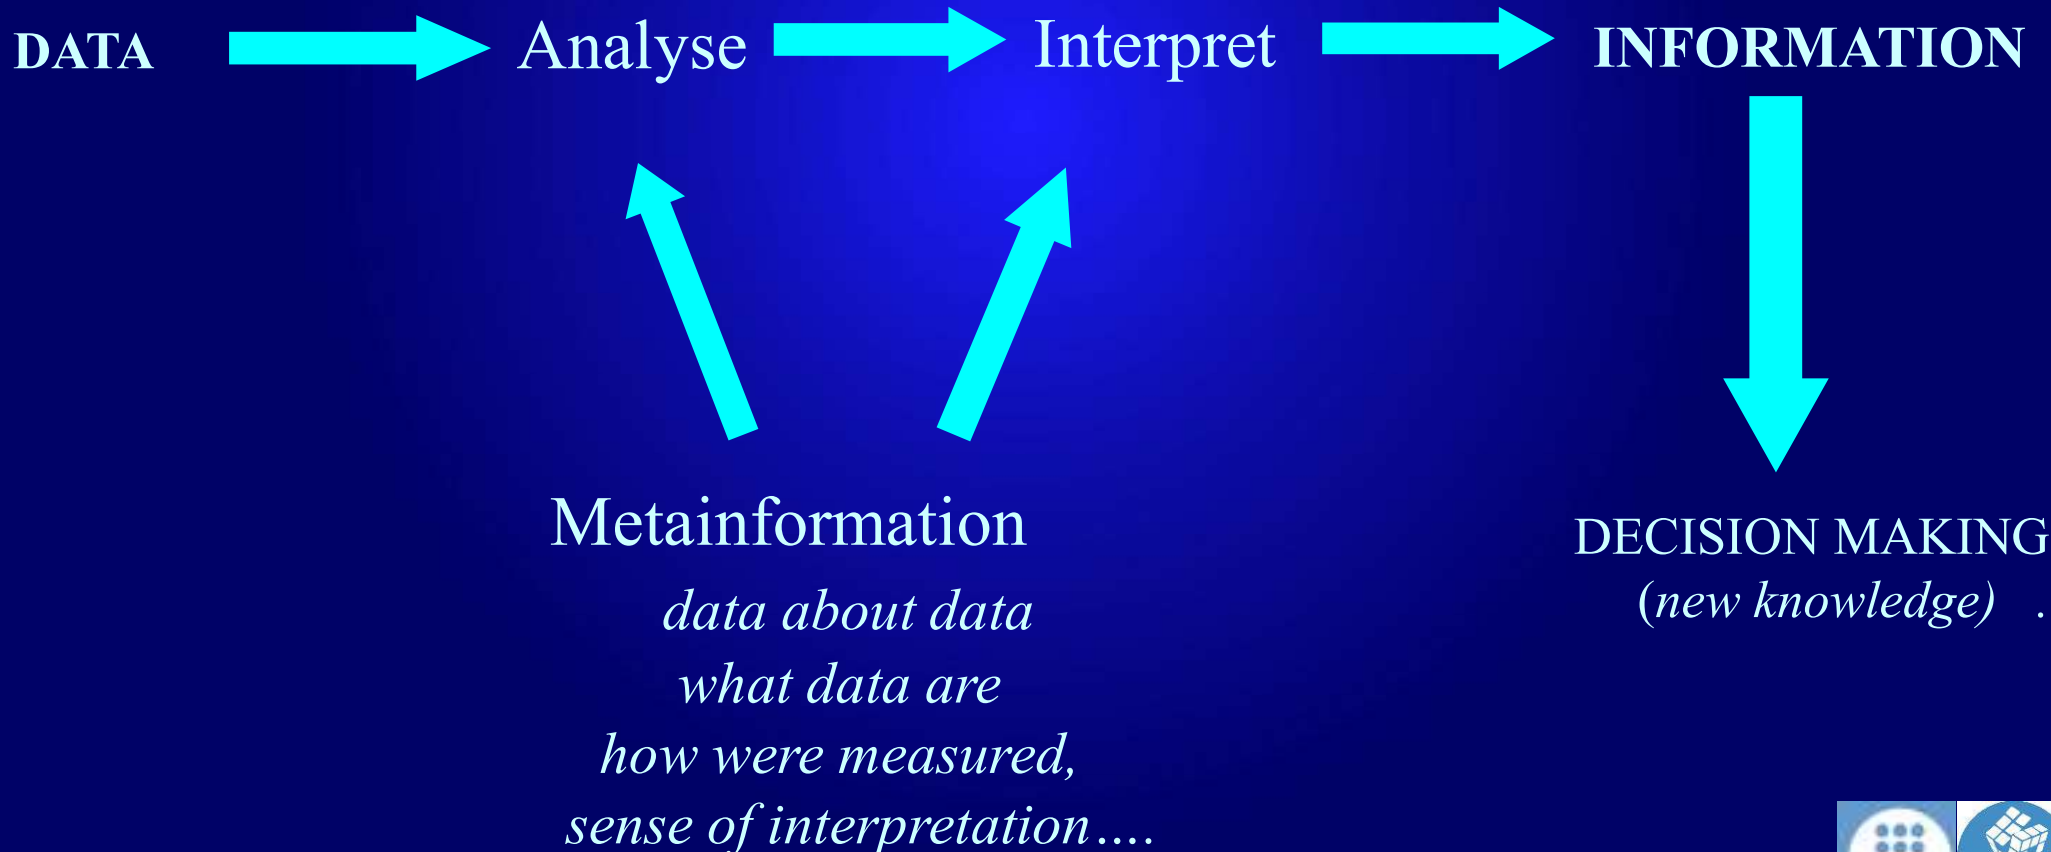 DATA Analyse Interpret INFORMATION
Metainformation
data about data
what data are
how were measured,
sense of interpretation….
DECISION MAKING
(new knowledge) .